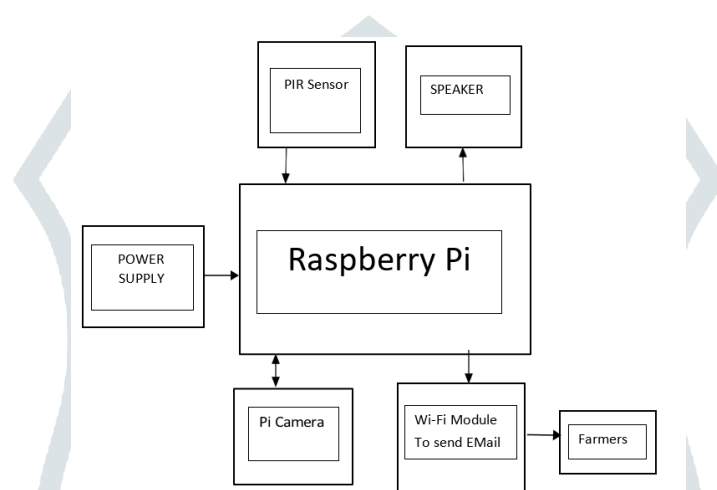 PIR Sensor
SPEAKER
Raspberry Pi
POWER
SUPPLY
Pi Camera
Wi-Fi Module
To send EMail
Farmers